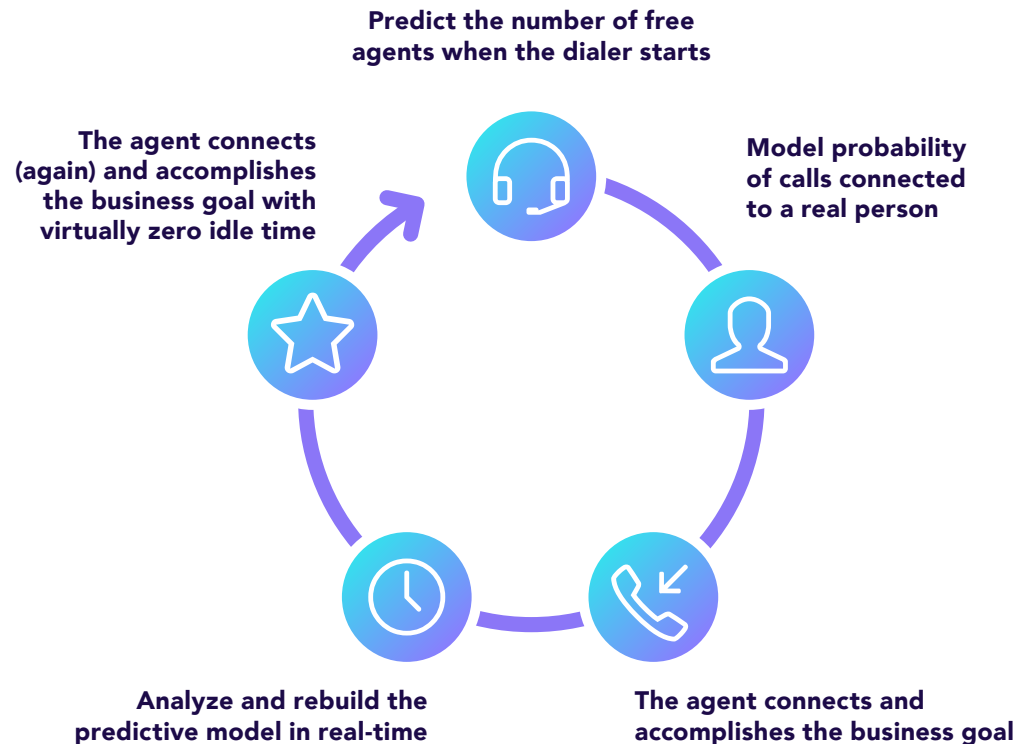 Predict the number of free
agents when the dialer starts
Model probability
of calls connected
to a real person
The agent connects and
accomplishes the business goal
Analyze and rebuild the
predictive model in real-time
The agent connects
(again) and accomplishes
the business goal with
virtually zero idle time